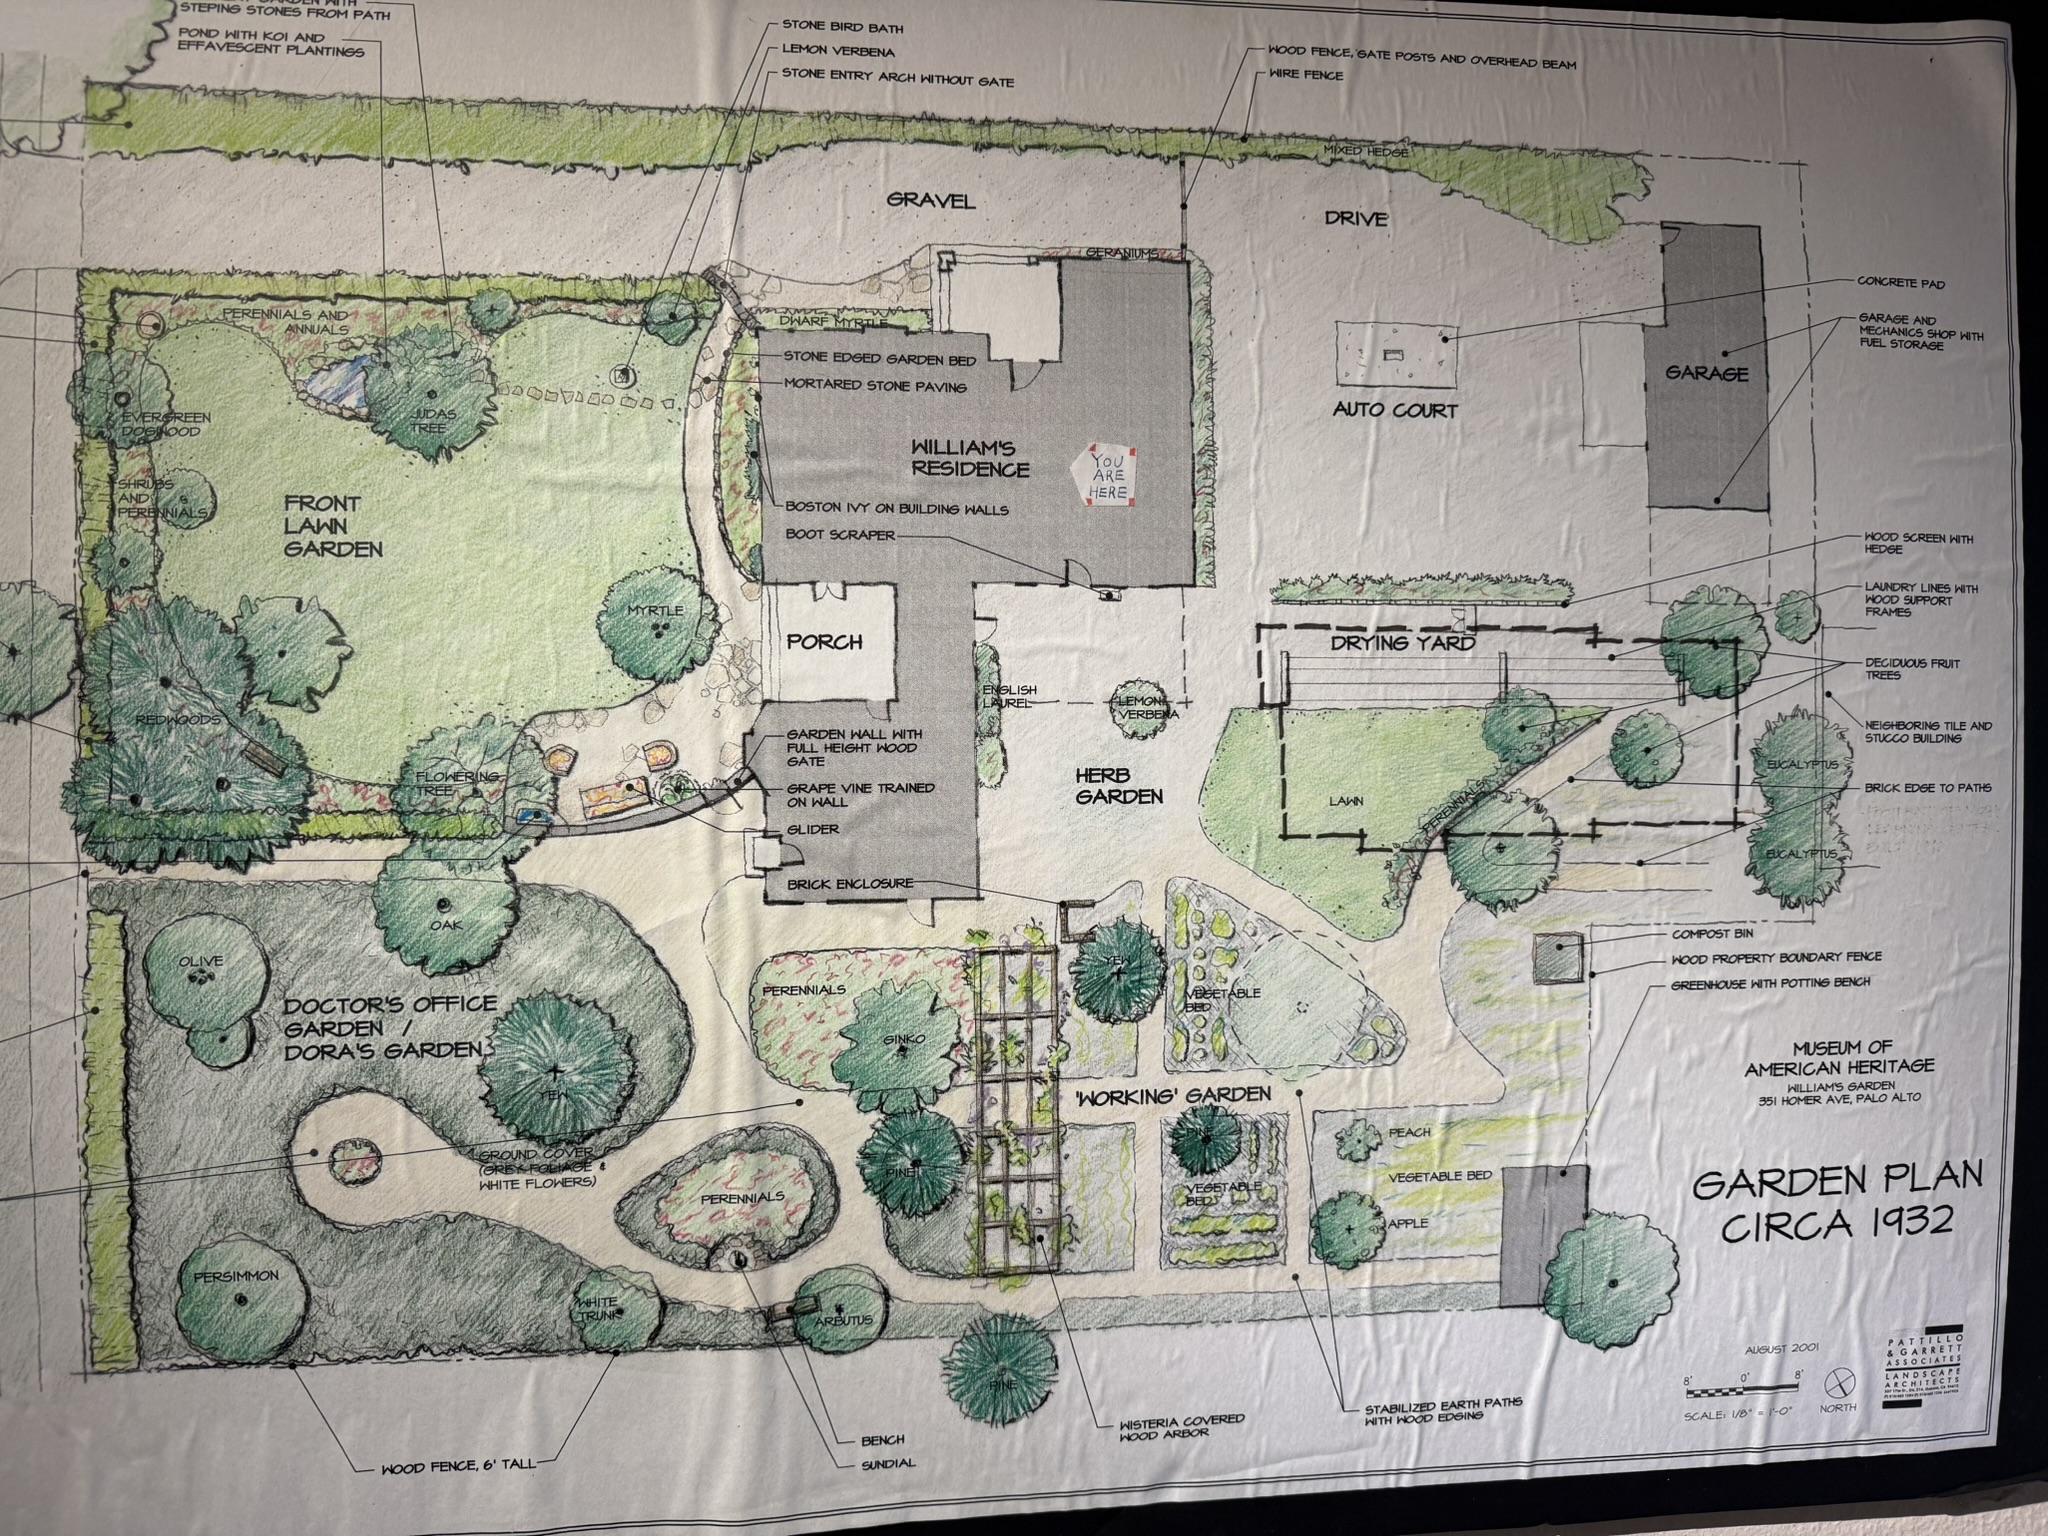 STEPING STONES FROM PATH
POND WITH KOI AND
EFFAVESCENT PLANTINGS
STONE BIRD BATH
LEMON VERBENA
STONE ENTRY ARCH WITHOUT GATE
WOOD FENCE, GATE POSTS AND OVERHEAD BEAM
WIRE FENCE
MIXED HEDGE
GRAVEL
DRIVE
GERANIUMS
CONCRETE PAD
GARAGE AND
MECHANICS SHOP WITH
FUEL STORAGE
GARAGE
AUTO COURT
PERENNIALS AND
ANNUALS
DWARF MYRTLE
STONE EDGED GARDEN BED
MORTARED STONE PAVING
EVERGREEN
DOGWOOD
JUDAS
TREE
WILLIAM'S
RESIDENCE
YOU
ARE
HERE
SHRUBS
AND
PERENNIALS
FRONT
LAWN
GARDEN
BOSTON IVY ON BUILDING WALLS
BOOT SCRAPER
WOOD SCREEN WITH
HEDGE
LAUNDRY LINES WITH
WOOD SUPPORT
FRAMES
MYRTLE
PORCH
DRYING YARD
DECIDUOUS FRUIT
TREES
ENGLISH
LAUREL
LEMON
VERBENA
REDWOODS
NEIGHBORING TILE AND
STUCCO BUILDING
GARDEN WALL WITH
FULL HEIGHT WOOD
GATE
FLOWERING
TREE
GRAPE VINE TRAINED
ON WALL
GLIDER
HERB
GARDEN
LAWN
PERENNIALS
EUCALYPTUS
BRICK EDGE TO PATHS
EUCALYPTUS
BRICK ENCLOSURE
OAK
OLIVE
COMPOST BIN
WOOD PROPERTY BOUNDARY FENCE
GREENHOUSE WITH POTTING BENCH
DOCTOR'S OFFICE
GARDEN /
DORA'S GARDEN
PERENNIALS
YEW
VEGETABLE
BED
GINKO
YEW
MUSEUM OF
AMERICAN HERITAGE
WILLIAM'S GARDEN
351 HOMER AVE, PALO ALTO
'WORKING' GARDEN
GROUND COVER
(GREY FOLIAGE &
WHITE FLOWERS)
PINE
PINE
PEACH
VEGETABLE BED
PERENNIALS
VEGETABLE
BED
APPLE
GARDEN PLAN
CIRCA 1932
PERSIMMON
WHITE
TRUNK
ARBUTUS
PINE
AUGUST 2001
8' 0' 8'
SCALE: 1/8" = 1'-0"
NORTH
PATTILLO
& GARRETT
ASSOCIATES
LANDSCAPE
ARCHITECTS
STABILIZED EARTH PATHS
WITH WOOD EDGING
WISTERIA COVERED
WOOD ARBOR
BENCH
SUNDIAL
WOOD FENCE, 6' TALL